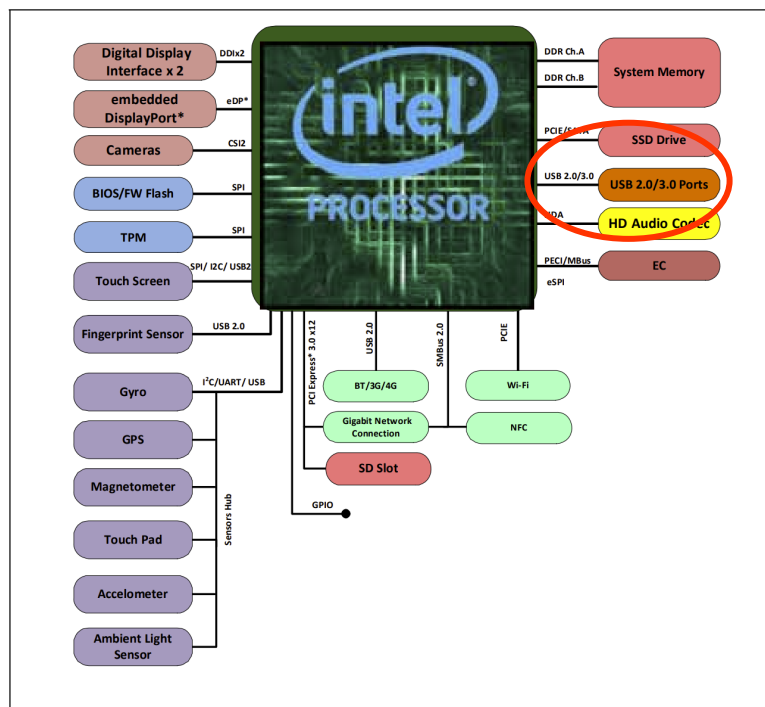 Digital Display
Interface x 2
DDIx2
embedded
DisplayPort*
eDP*
Cameras
CSI2
BIOS/FW Flash
SPI
TPM
SPI
Touch Screen
SPI/ I2C/ USB2
Fingerprint Sensor
USB 2.0
Gyro
I²C/UART/ USB
GPS
Magnetometer
Touch Pad
Accelometer
Ambient Light
Sensor
Sensors Hub
intel
PROCESSOR
DDR Ch.A
DDR Ch.B
System Memory
SSD Drive
USB 2.0/3.0
USB 2.0/3.0 Ports
HD Audio Codec
PECI/MBus
eSPI
EC
PCI Express* 3.0 x12
USB 2.0
SMBus 2.0
PCIE
BT/3G/4G
Wi-Fi
Gigabit Network
Connection
NFC
SD Slot
GPIO